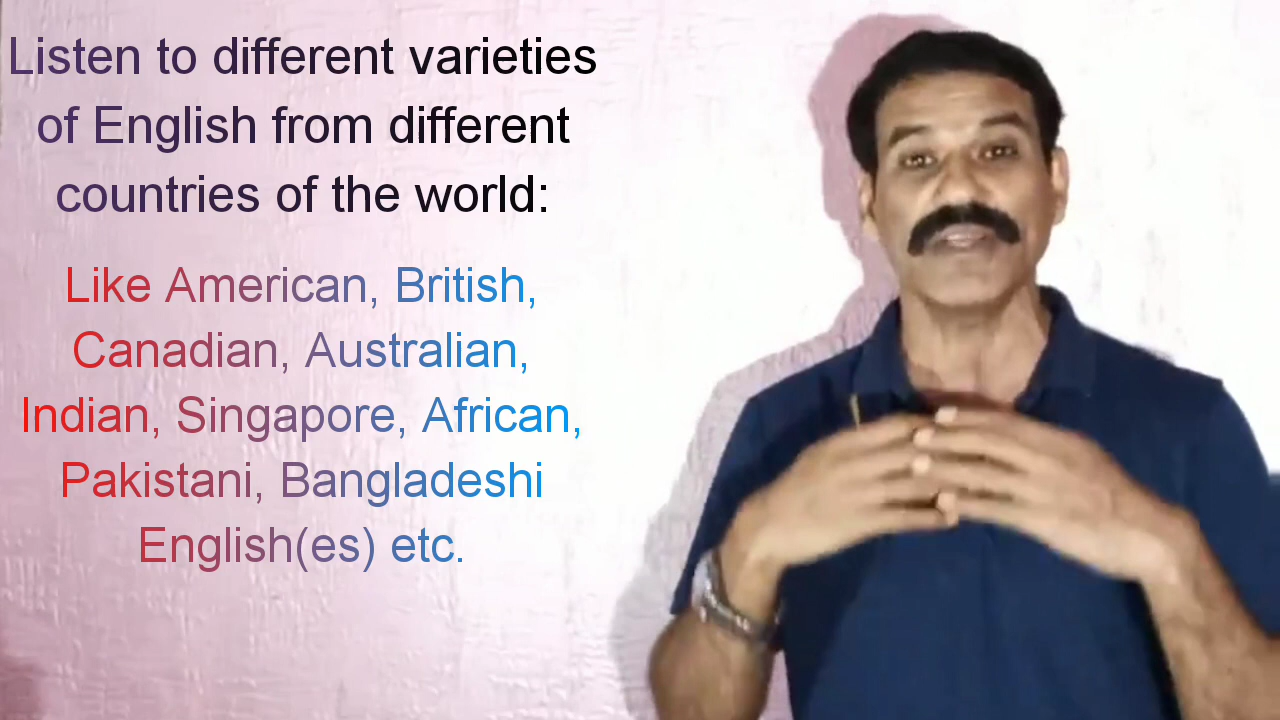 Listen to different varieties
of English from different
countries of the world:
Like American, British,
Canadian, Australian,
Indian, Singapore, African,
Pakistani, Bangladeshi
English(es) etc.